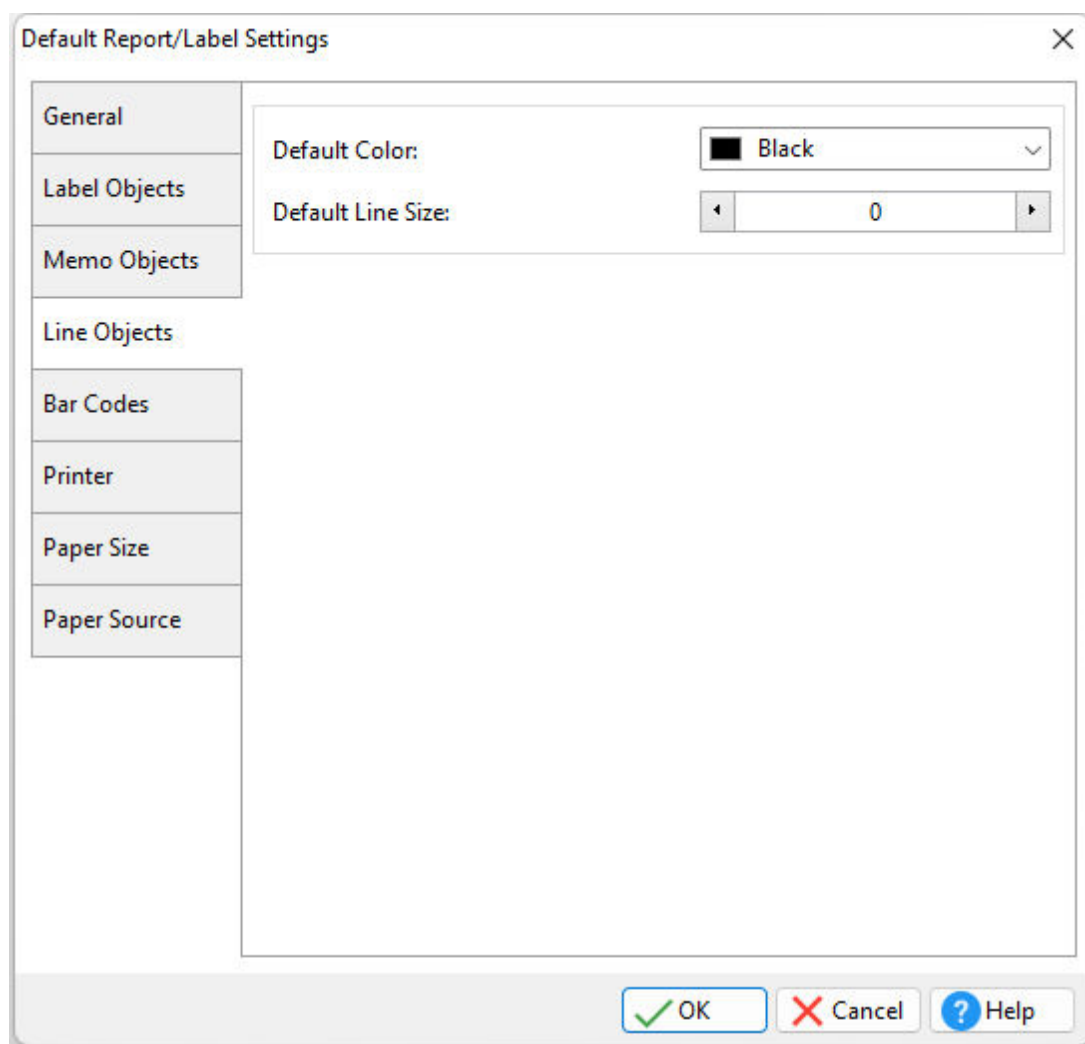 Default Report/Label Settings
General
Label Objects
Memo Objects
Line Objects
Bar Codes
Printer
Paper Size
Paper Source
Default Color:
Black
Default Line Size:
0
OK
Cancel
? Help